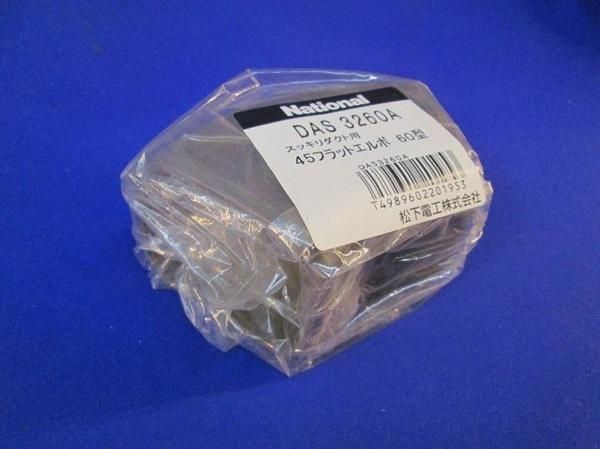 National
DAS 3260A
スッキリダクト用
45フラットエルボ 60型
DAS3260A
T4989602201953
松下電工株式会社